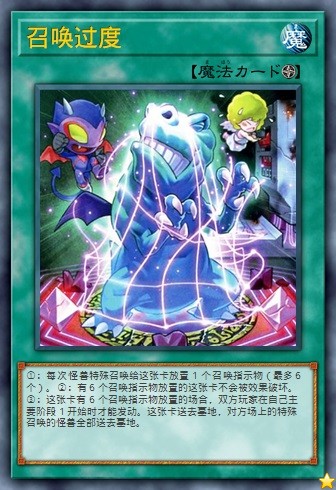 召唤过度
魔
【魔法カード】
①：每次怪兽特殊召唤给这张卡放置１个召唤指示物（最多６
个）。②：有６个召唤指示物放置的这张卡不会被效果破坏。
③：这张卡有６个召唤指示物放置的场合，双方玩家在自己主
要阶段１开始时才能发动。这张卡送去墓地，对方场上的特殊
召唤的怪兽全部送去墓地。